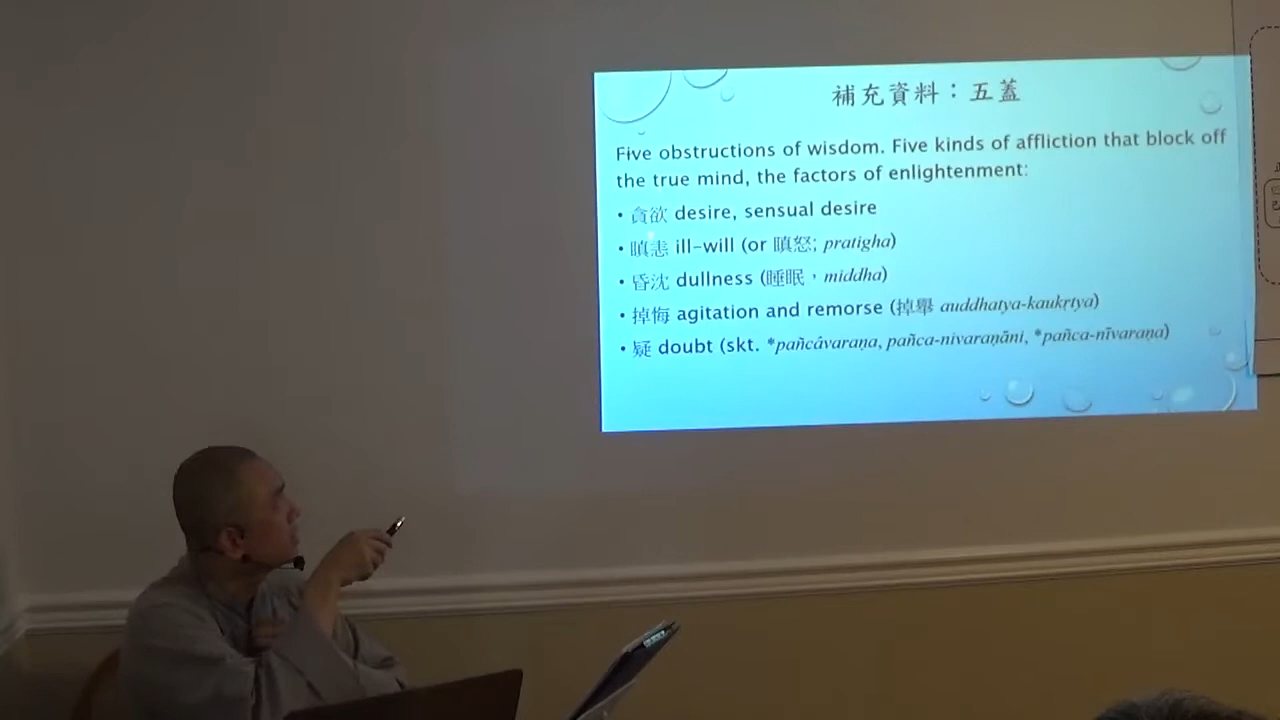 補充資料：五蓋
Five obstructions of wisdom. Five kinds of affliction that block off
the true mind, the factors of enlightenment:
• 貪欲 desire, sensual desire
• 瞋恚 ill-will (or 瞋怒; pratigha)
• 昏沈 dullness (睡眠，middha)
• 掉悔 agitation and remorse (掉舉 auddhatya-kaukṛtya)
• 疑 doubt (skt. *pañcâvaraṇa, pañca-nivaraṇāni, *pañca-nīvaraṇa)